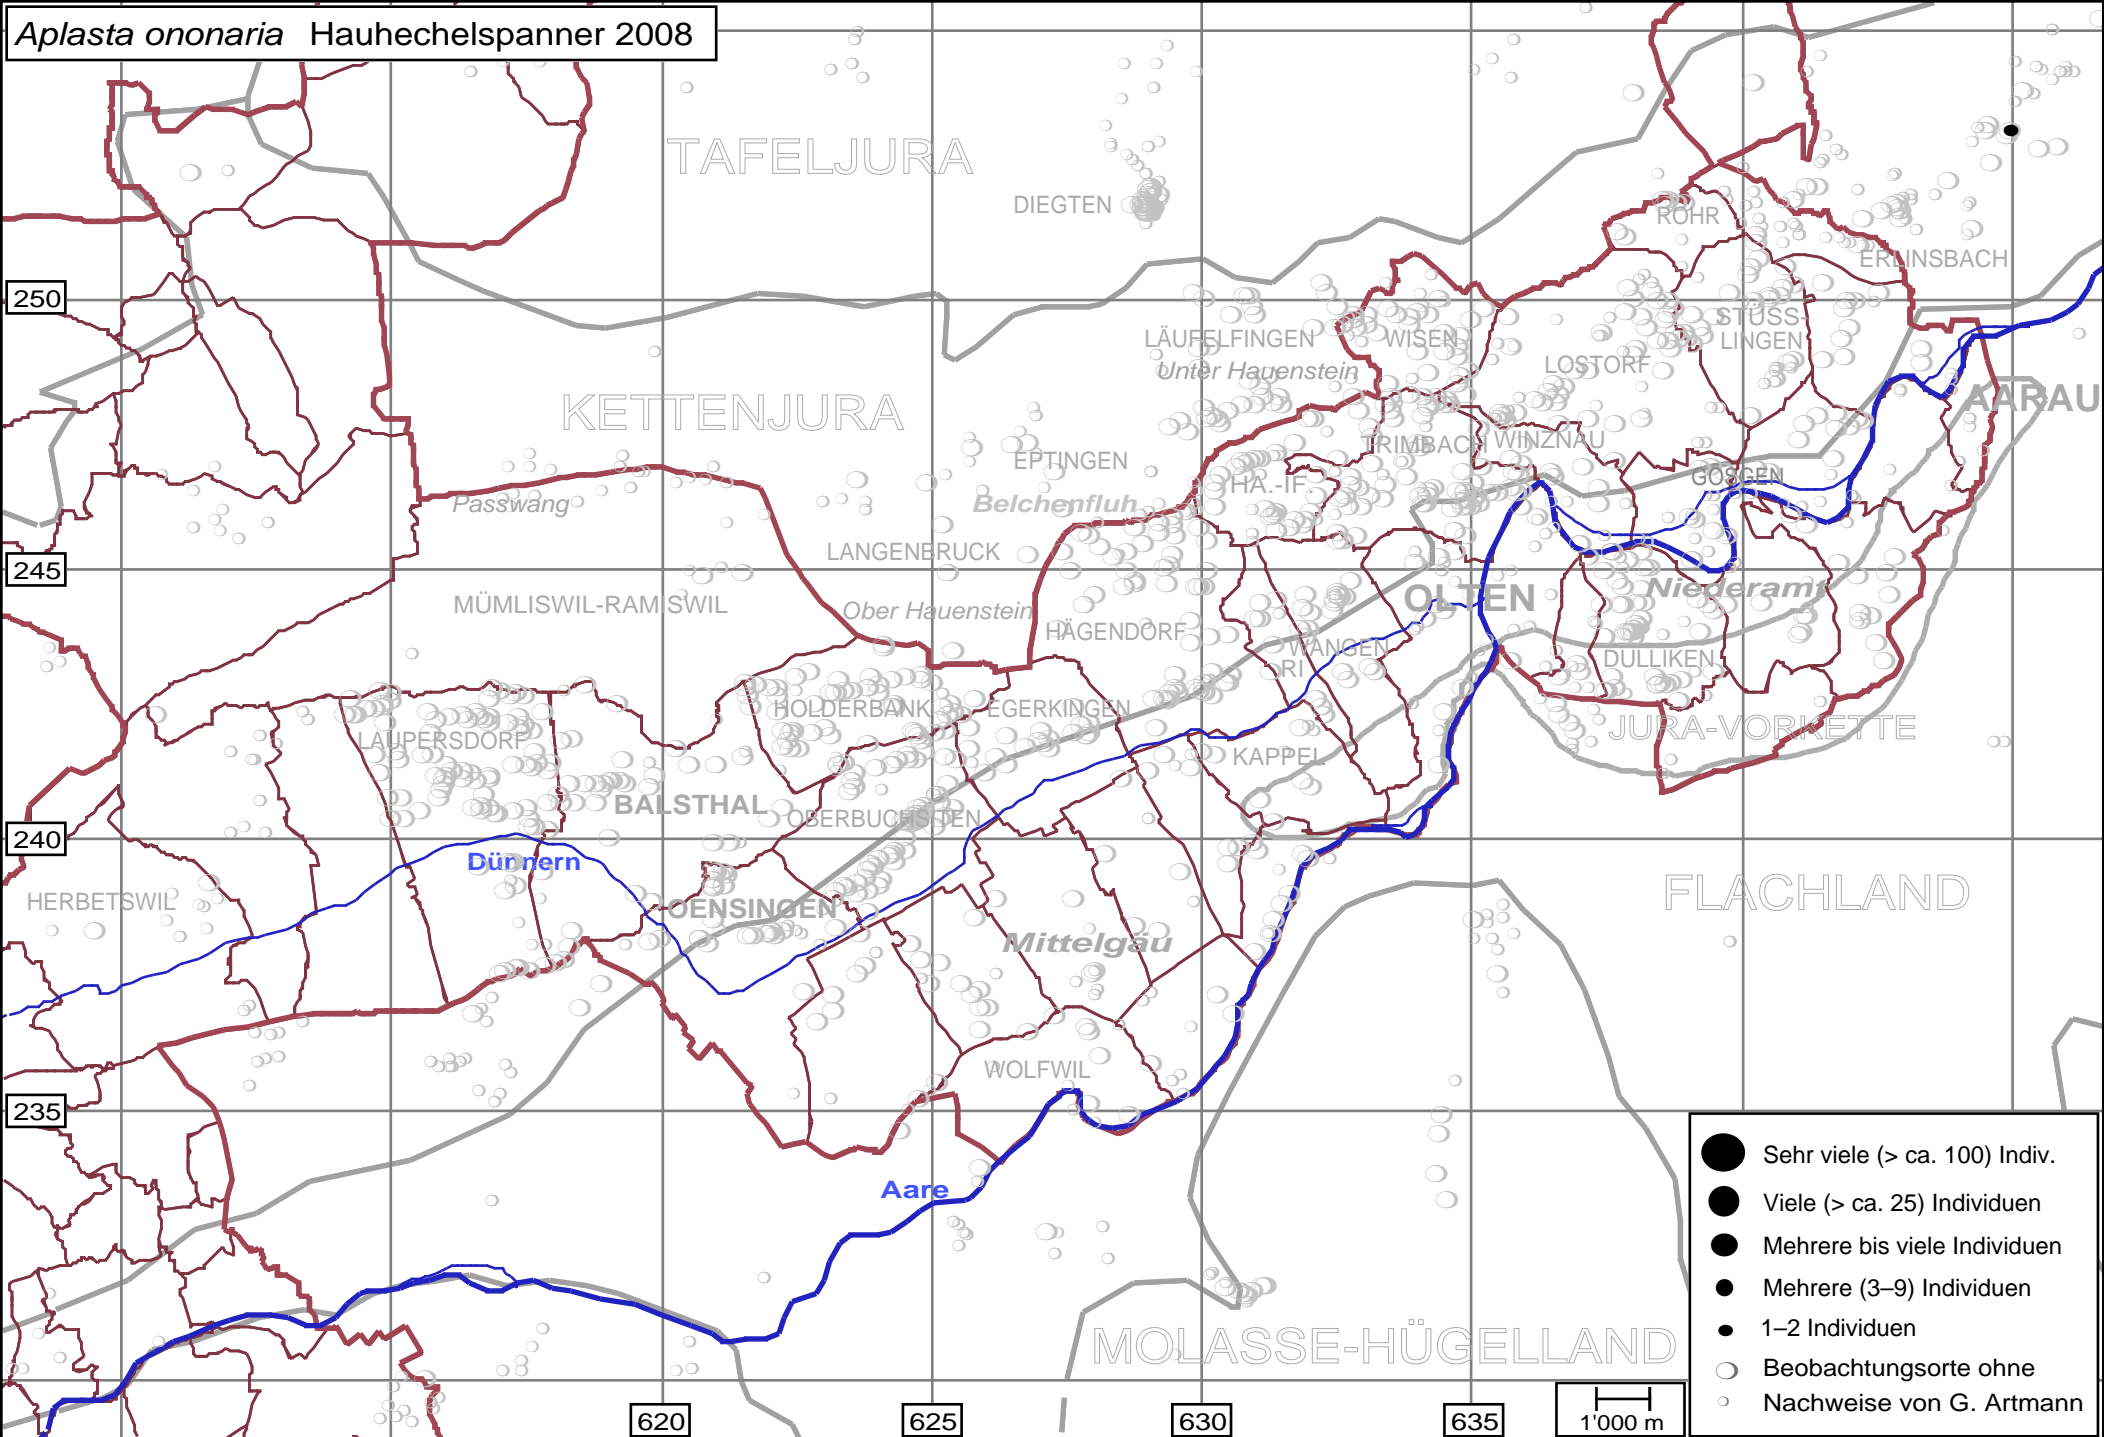 Aplasta ononaria Hauhechelspanner 2008
TAFELJURA
DIEGTEN
ROHR
ERLINSBACH
250
STÜSS-
LINGEN
LÄUFELFINGEN
WISEN
Unter Hauenstein
LOSTORF
KETTENJURA
AARAU
TRIMBACH
WINZNAU
EPTINGEN
GÖSGEN
HA.-IF.
Passwang
Belchenfluh
LANGENBRUCK
245
MÜMLISWIL-RAMISWIL
Niederamt
OLTEN
Ober Hauenstein
HÄGENDORF
WANGEN
RI
DULLIKEN
HOLDERBANK
EGERKINGEN
JURA-VORKETTE
LAUPERSDORF
KAPPEL
BALSTHAL
OBERBUCHSITEN
240
Dünnern
FLACHLAND
HERBETSWIL
OENSINGEN
Mittelgäu
WOLFWIL
235
Aare
Sehr viele (> ca. 100) Indiv.
Viele (> ca. 25) Individuen
Mehrere bis viele Individuen
Mehrere (3–9) Individuen
1–2 Individuen
Beobachtungsorte ohne
Nachweise von G. Artmann
MOLASSE-HÜGELLAND
620
625
630
635
1'000 m